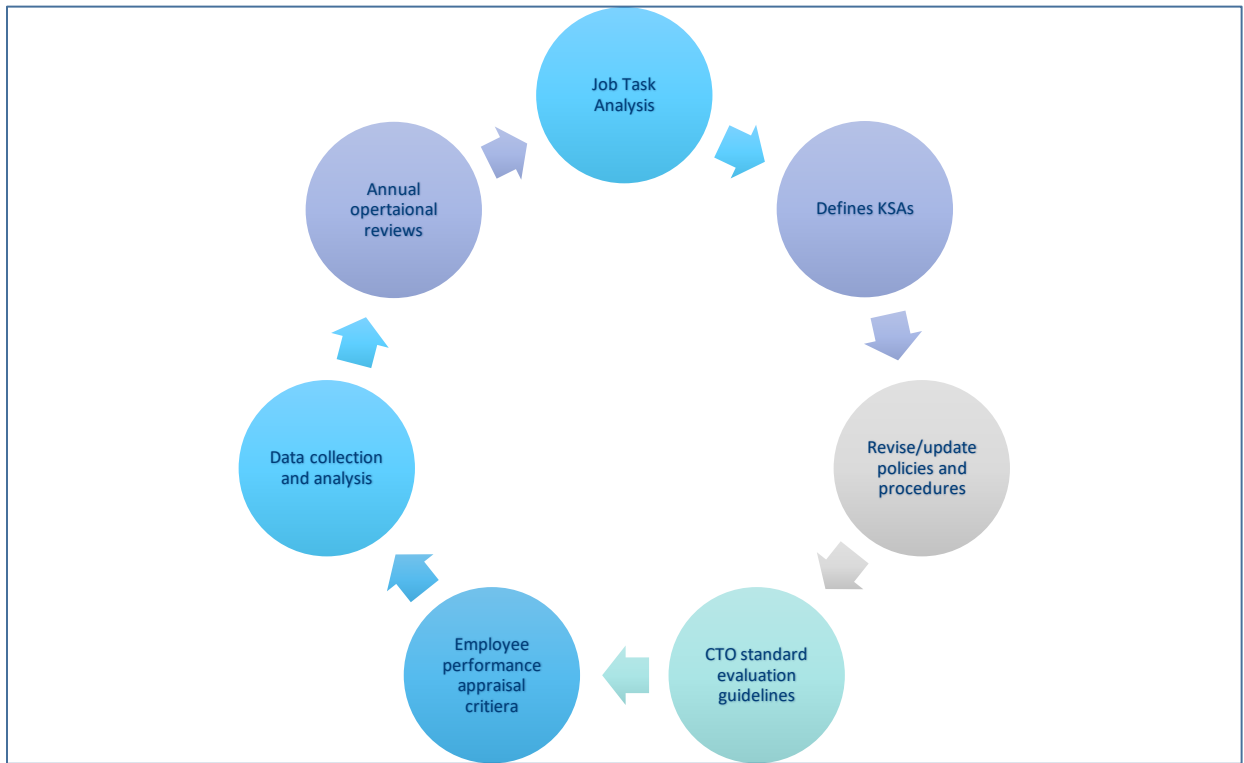 Job Task
Analysis
Defines KSAs
Revise/update
policies and
procedures
CTO standard
evaluation
guidelines
Employee
performance
appraisal
critiera
Data collection
and analysis
Annual
opertaional
reviews